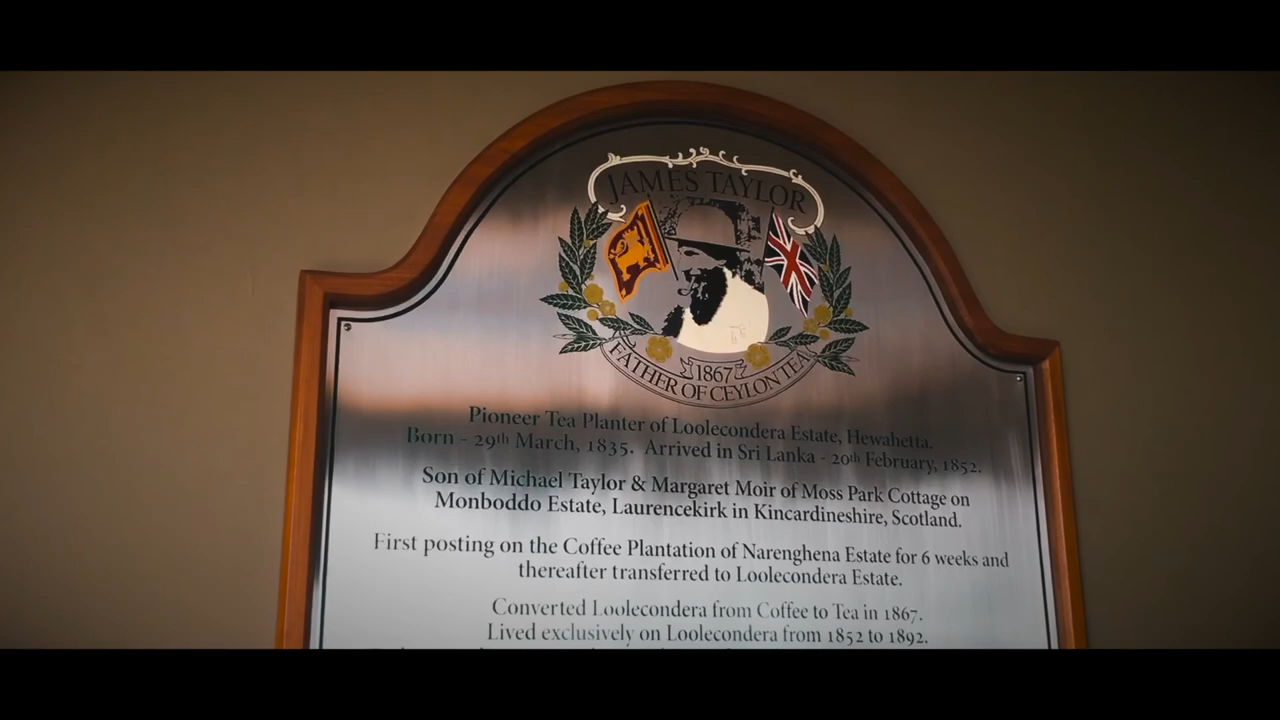 JAMES TAYLOR
1867
FATHER OF CEYLON TEA
Pioneer Tea Planter of Loolecondera Estate, Hewahetta.
Born - 29th March, 1835. Arrived in Sri Lanka - 20th February, 1852.
Son of Michael Taylor & Margaret Moir of Moss Park Cottage on
Monboddo Estate, Laurencekirk in Kincardineshire, Scotland.
First posting on the Coffee Plantation of Narenghena Estate for 6 weeks and
thereafter transferred to Loolecondera Estate.
Converted Loolecondera from Coffee to Tea in 1867.
Lived exclusively on Loolecondera from 1852 to 1892.